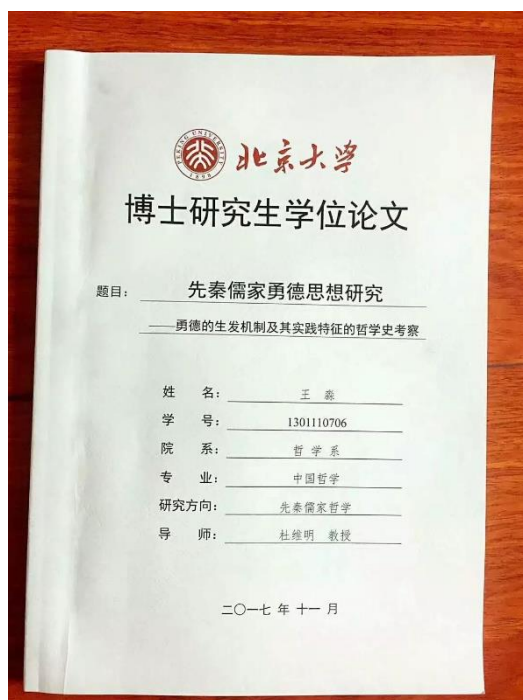 PEKING UNIVERSITY
1898
北京大学
博士研究生学位论文
题目： 先秦儒家勇德思想研究
——勇德的生发机制及其实践特征的哲学史考察
姓 名： 王 淼
学 号： 1301110706
院 系： 哲 学 系
专 业： 中国哲学
研究方向： 先秦儒家哲学
导 师： 杜维明 教授
二〇一七 年 十一 月